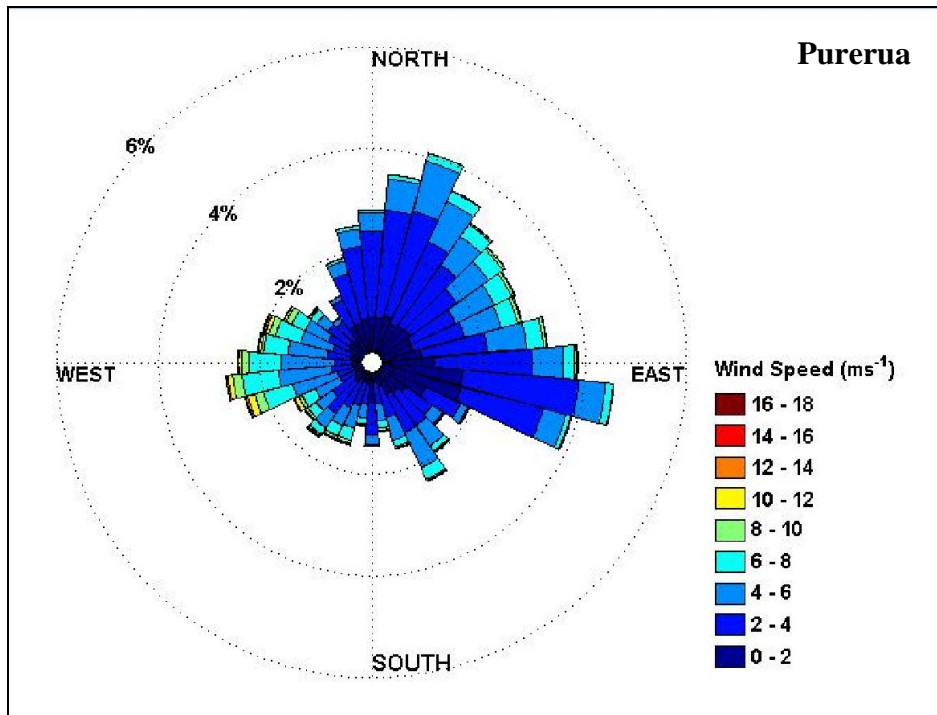 Purerua
NORTH
6%
4%
2%
WEST
EAST
SOUTH
Wind Speed (ms⁻¹)
16 - 18
14 - 16
12 - 14
10 - 12
8 - 10
6 - 8
4 - 6
2 - 4
0 - 2